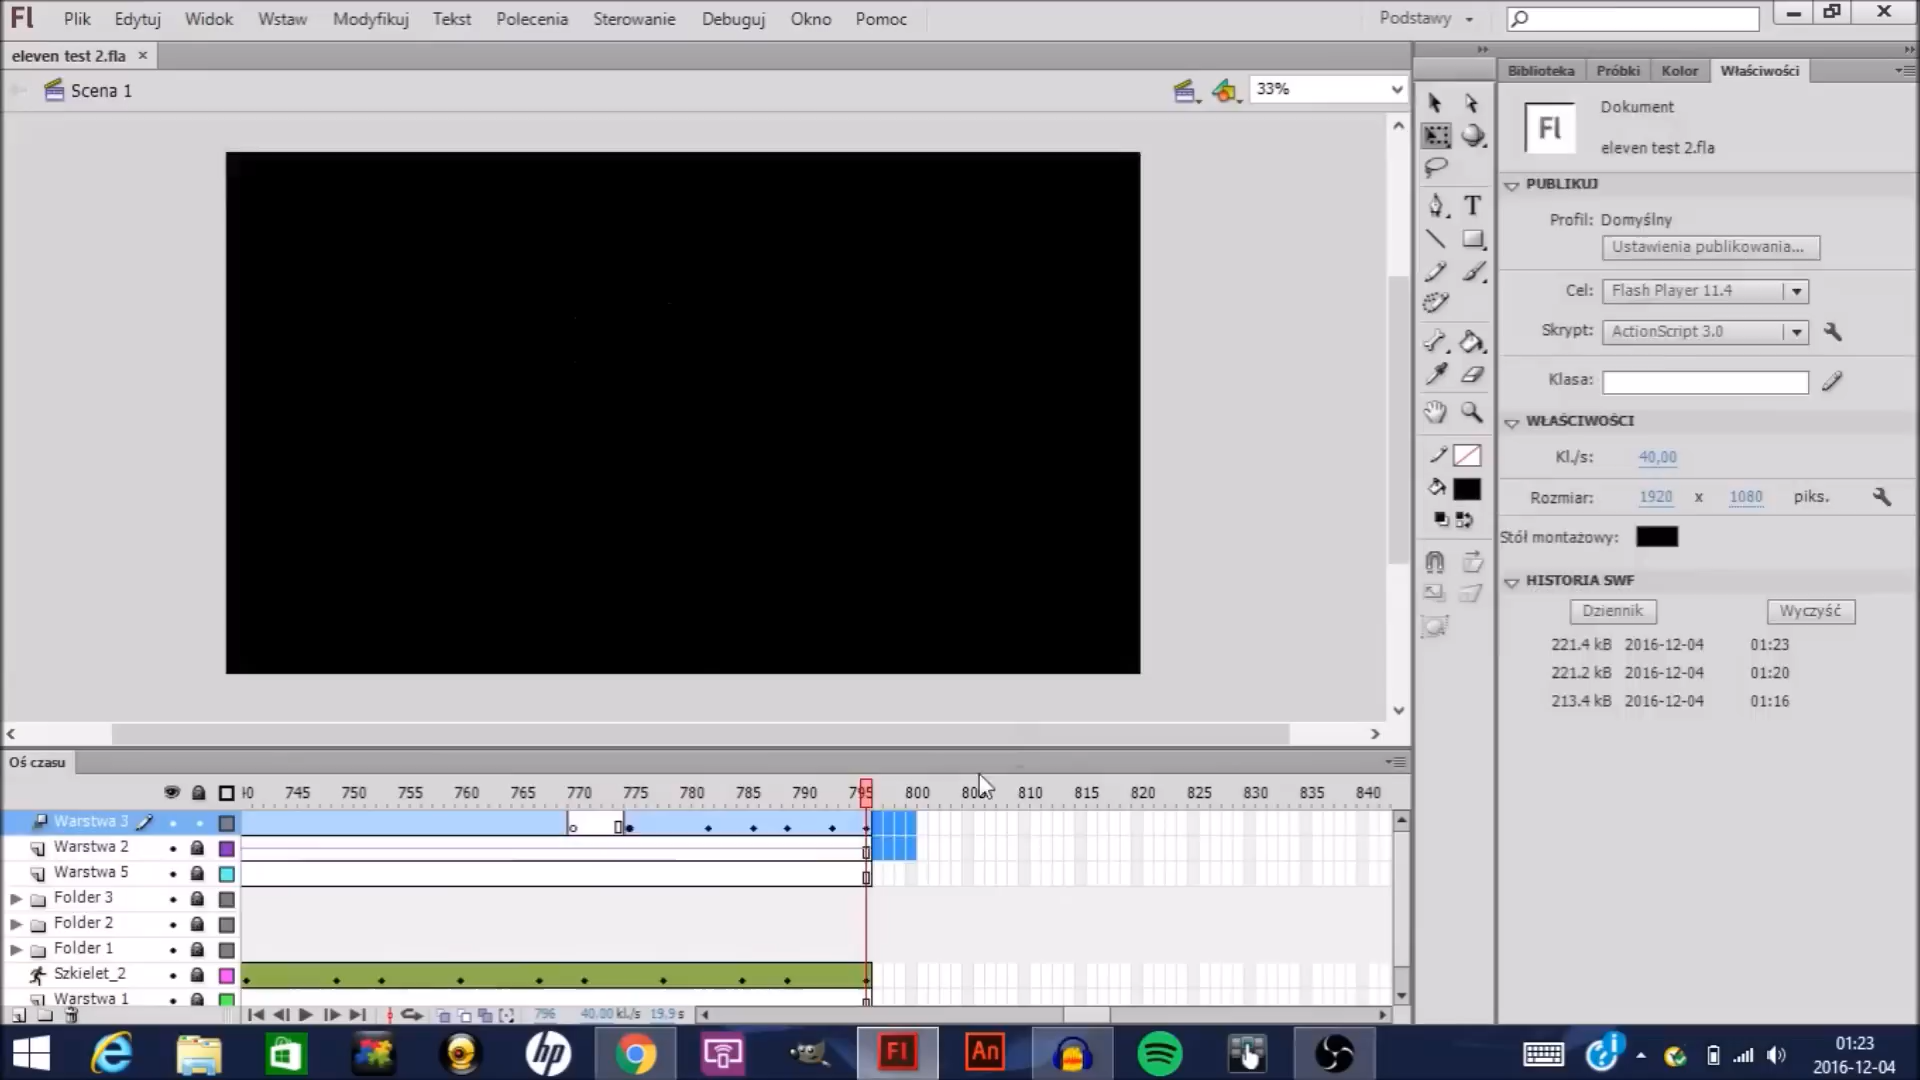 Fl Plik Edytuj Widok Wstaw Modyfikuj Tekst Polecenia Sterowanie Debuguj Okno Pomoc Podstawy
eleven test 2.fla ×
Scena 1 33%
Biblioteka Próbki Kolor Właściwości
Fl
Dokument
eleven test 2.fla
PUBLIKUJ
Profil: Domyślny
Ustawienia publikowania...
Cel: Flash Player 11.4
Skrypt: ActionScript 3.0
Klasa:
WŁAŚCIWOŚCI
Kl./s: 40,00
Rozmiar: 1920 x 1080 piks.
Stół montażowy:
HISTORIA SWF
Dziennik Wyczyść
221.4 kB 2016-12-04 01:23
221.2 kB 2016-12-04 01:20
213.4 kB 2016-12-04 01:16
T
Oś czasu
745 750 755 760 765 770 775 780 785 790 795 800 810 815 820 825 830 835 840
Warstwa 3
Warstwa 2
Warstwa 5
Folder 3
Folder 2
Folder 1
Szkielet_2
Warstwa 1
796 40.00 kl./s 19.9 s
hp Fl An
01:23
2016-12-04